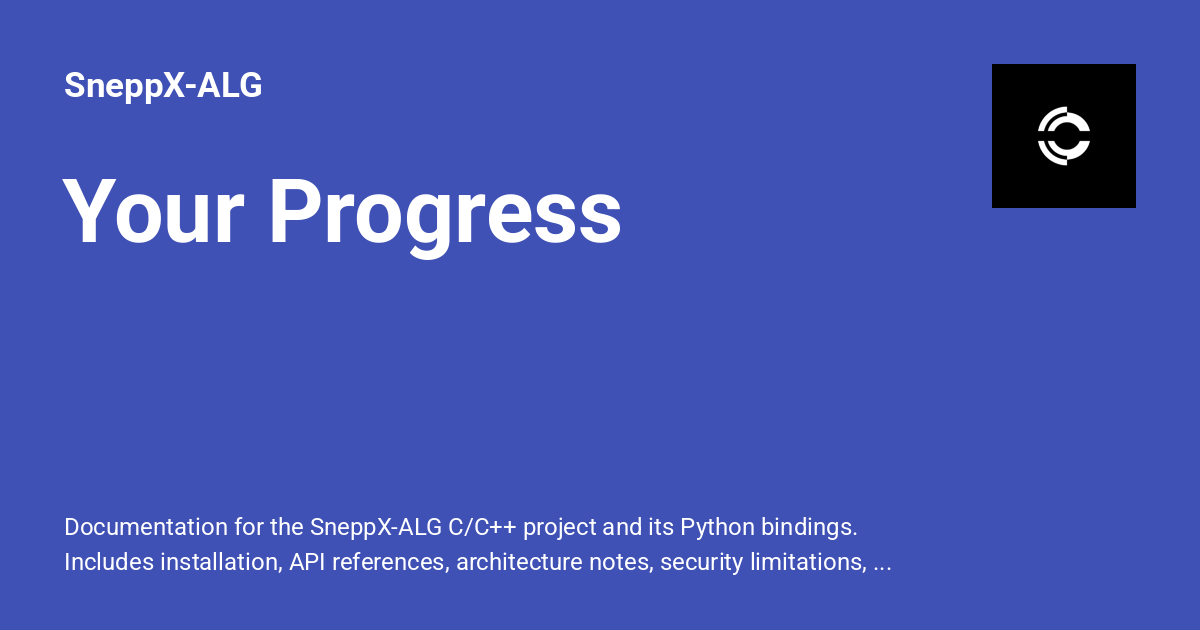 SneppX-ALG
Your Progress
Documentation for the SneppX-ALG C/C++ project and its Python bindings.
Includes installation, API references, architecture notes, security limitations, ...